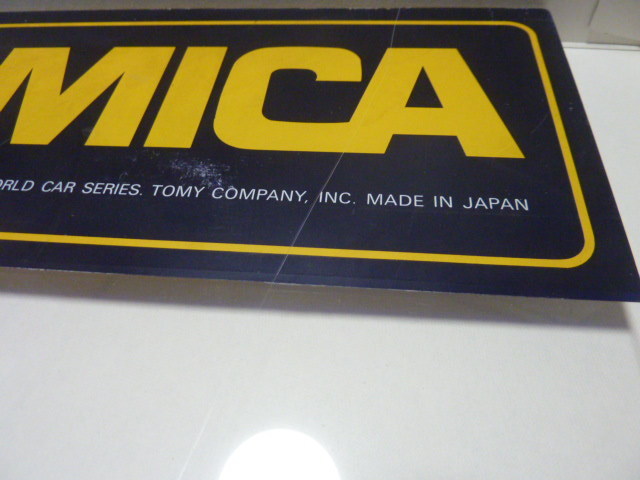 MICA
ORLD CAR SERIES. TOMY COMPANY, INC. MADE IN JAPAN